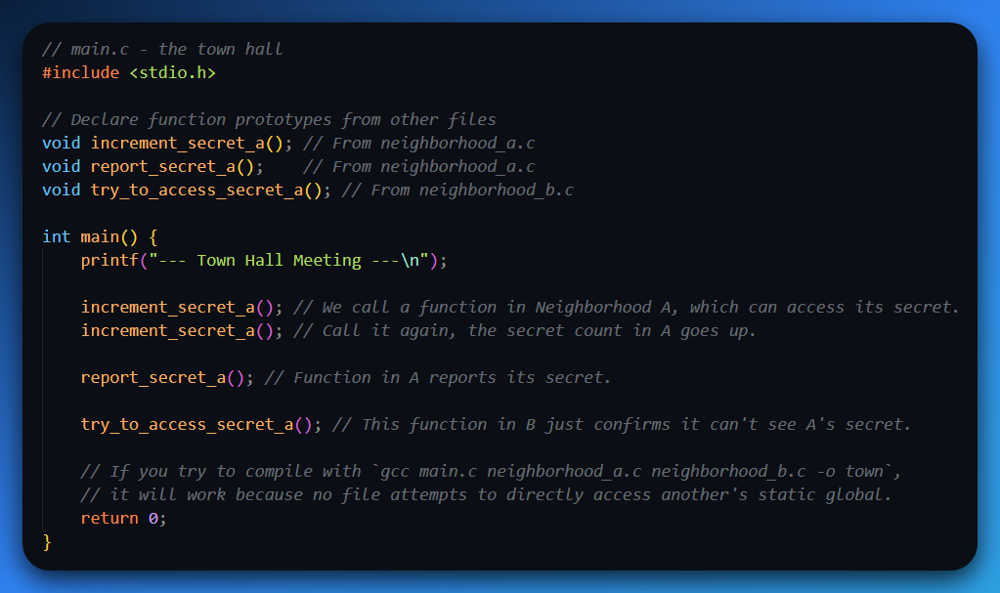 // main.c - the town hall
#include <stdio.h>
// Declare function prototypes from other files
void increment_secret_a(); // From neighborhood_a.c
void report_secret_a();    // From neighborhood_a.c
void try_to_access_secret_a(); // From neighborhood_b.c
int main() {
    printf("--- Town Hall Meeting ---\n");
    increment_secret_a(); // We call a function in Neighborhood A, which can access its secret.
    increment_secret_a(); // Call it again, the secret count in A goes up.
    report_secret_a(); // Function in A reports its secret.
    try_to_access_secret_a(); // This function in B just confirms it can't see A's secret.
    // If you try to compile with `gcc main.c neighborhood_a.c neighborhood_b.c -o town`,
    // it will work because no file attempts to directly access another's static global.
    return 0;
}